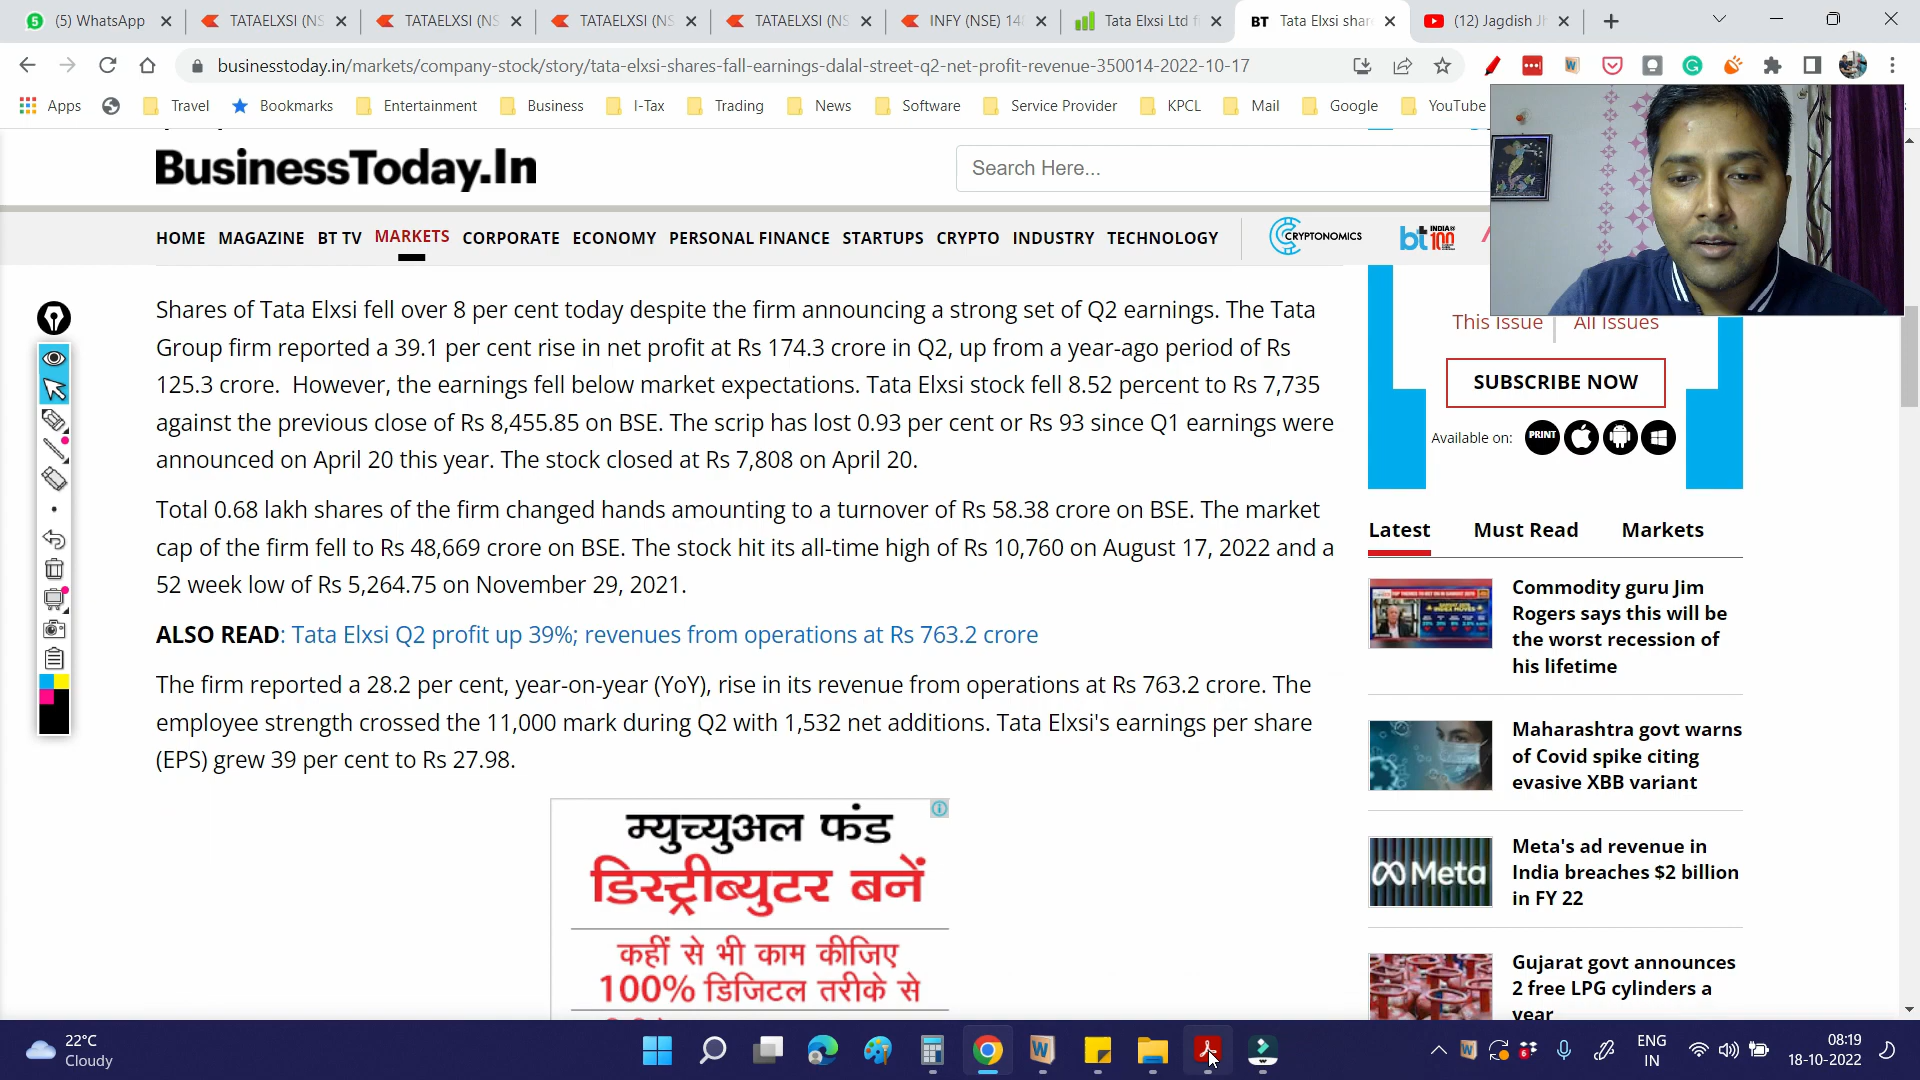 (5) WhatsApp
TATAELXSI (NS
TATAELXSI (NS
TATAELXSI (NS
TATAELXSI (NS
INFY (NSE) 148
Tata Elxsi Ltd f
BT Tata Elxsi shar
(12) Jagdish Jh
businesstoday.in/markets/company-stock/story/tata-elxsi-shares-fall-earnings-dalal-street-q2-net-profit-revenue-350014-2022-10-17
Apps
Travel
Bookmarks
Entertainment
Business
I-Tax
Trading
News
Software
Service Provider
KPCL
Mail
Google
YouTube
BusinessToday.In
Search Here...
HOME MAGAZINE BT TV MARKETS CORPORATE ECONOMY PERSONAL FINANCE STARTUPS CRYPTO INDUSTRY TECHNOLOGY
CRYPTONOMICS
bt INDIA@100
Shares of Tata Elxsi fell over 8 per cent today despite the firm announcing a strong set of Q2 earnings. The Tata
Group firm reported a 39.1 per cent rise in net profit at Rs 174.3 crore in Q2, up from a year-ago period of Rs
125.3 crore. However, the earnings fell below market expectations. Tata Elxsi stock fell 8.52 percent to Rs 7,735
against the previous close of Rs 8,455.85 on BSE. The scrip has lost 0.93 per cent or Rs 93 since Q1 earnings were
announced on April 20 this year. The stock closed at Rs 7,808 on April 20.
Total 0.68 lakh shares of the firm changed hands amounting to a turnover of Rs 58.38 crore on BSE. The market
cap of the firm fell to Rs 48,669 crore on BSE. The stock hit its all-time high of Rs 10,760 on August 17, 2022 and a
52 week low of Rs 5,264.75 on November 29, 2021.
ALSO READ: Tata Elxsi Q2 profit up 39%; revenues from operations at Rs 763.2 crore
The firm reported a 28.2 per cent, year-on-year (YoY), rise in its revenue from operations at Rs 763.2 crore. The
employee strength crossed the 11,000 mark during Q2 with 1,532 net additions. Tata Elxsi's earnings per share
(EPS) grew 39 per cent to Rs 27.98.
म्युच्युअल फंड
डिस्ट्रीब्युटर बनें
कहीं से भी काम कीजिए
100% डिजिटल तरीके से
This Issue
All Issues
SUBSCRIBE NOW
Available on:
PRINT
Latest
Must Read
Markets
Commodity guru Jim
Rogers says this will be
the worst recession of
his lifetime
Maharashtra govt warns
of Covid spike citing
evasive XBB variant
Meta
Meta's ad revenue in
India breaches $2 billion
in FY 22
Gujarat govt announces
2 free LPG cylinders a
year
22°C
Cloudy
ENG
IN
08:19
18-10-2022